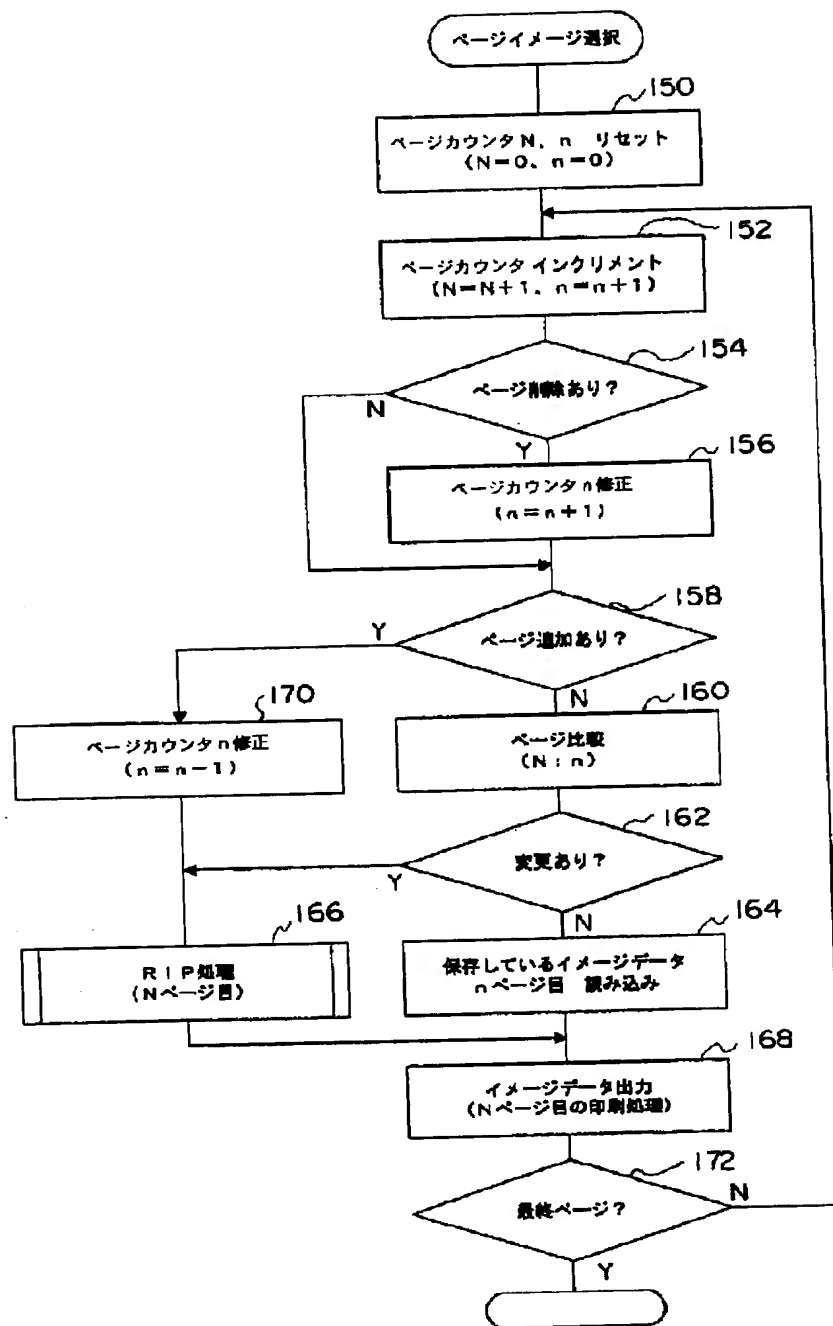 ページイメージ選択
150
ページカウンタN、n リセット
(N=0、n=0)
152
ページカウンタ インクリメント
(N=N+1、n=n+1)
154
ページ削除あり?
N
Y
156
ページカウンタn修正
(n=n+1)
158
ページ追加あり?
Y
N
170
ページカウンタn修正
(n=n-1)
160
ページ比較
(N:n)
162
変更あり?
Y
N
166
RIP処理
(Nページ目)
164
保存しているイメージデータ
nページ目 読み込み
168
イメージデータ出力
(Nページ目の印刷処理)
172
最終ページ?
N
Y